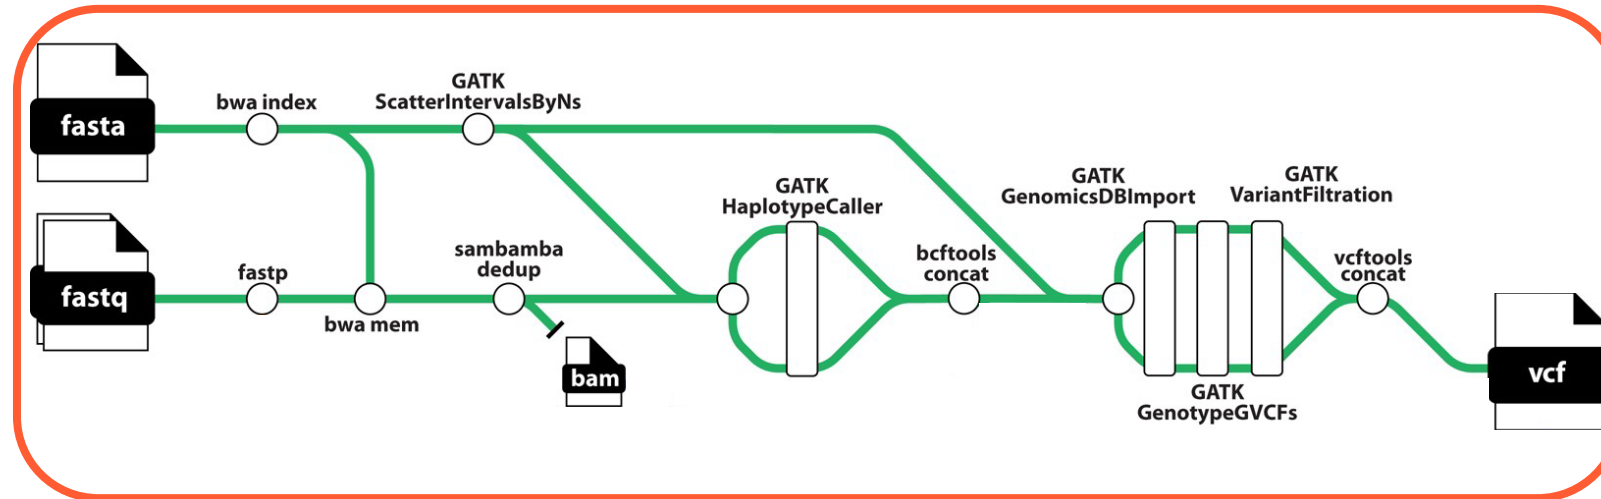 fasta
bwa index
GATK
ScatterIntervalsByNs
fastq
fastp
bwa mem
sambamba
dedup
bam
GATK
HaplotypeCaller
bcftools
concat
GATK
GenomicsDBImport
GATK
GenotypeGVCFs
GATK
VariantFiltration
vcftools
concat
vcf